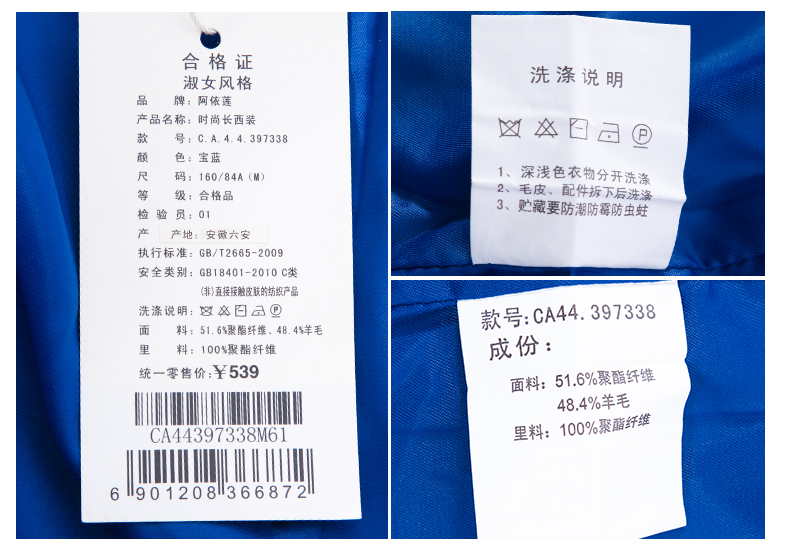 合格证
淑女风格
品 牌：阿依莲
产品名称：时尚长西装
款 号：C.A.4.4.397338
颜 色：宝蓝
尺 码：160/84A（M）
等 级：合格品
检 验 员：01
产 产地：安徽六安
执行标准：GB/T2665-2009
安全类别：GB18401-2010 C类
(非)直接接触皮肤的纺织产品
洗涤说明：
面 料：51.6%聚酯纤维、48.4%羊毛
里 料：100%聚酯纤维
统一零售价:￥539
CA44397338M61
6 901208 366872
洗涤说明
1、深浅色衣物分开洗涤
2、毛皮、配件拆下后洗涤
3、贮藏要防潮防霉防虫蛀
款号:CA44.397338
成份：
面料：51.6%聚酯纤维
48.4%羊毛
里料：100%聚酯纤维